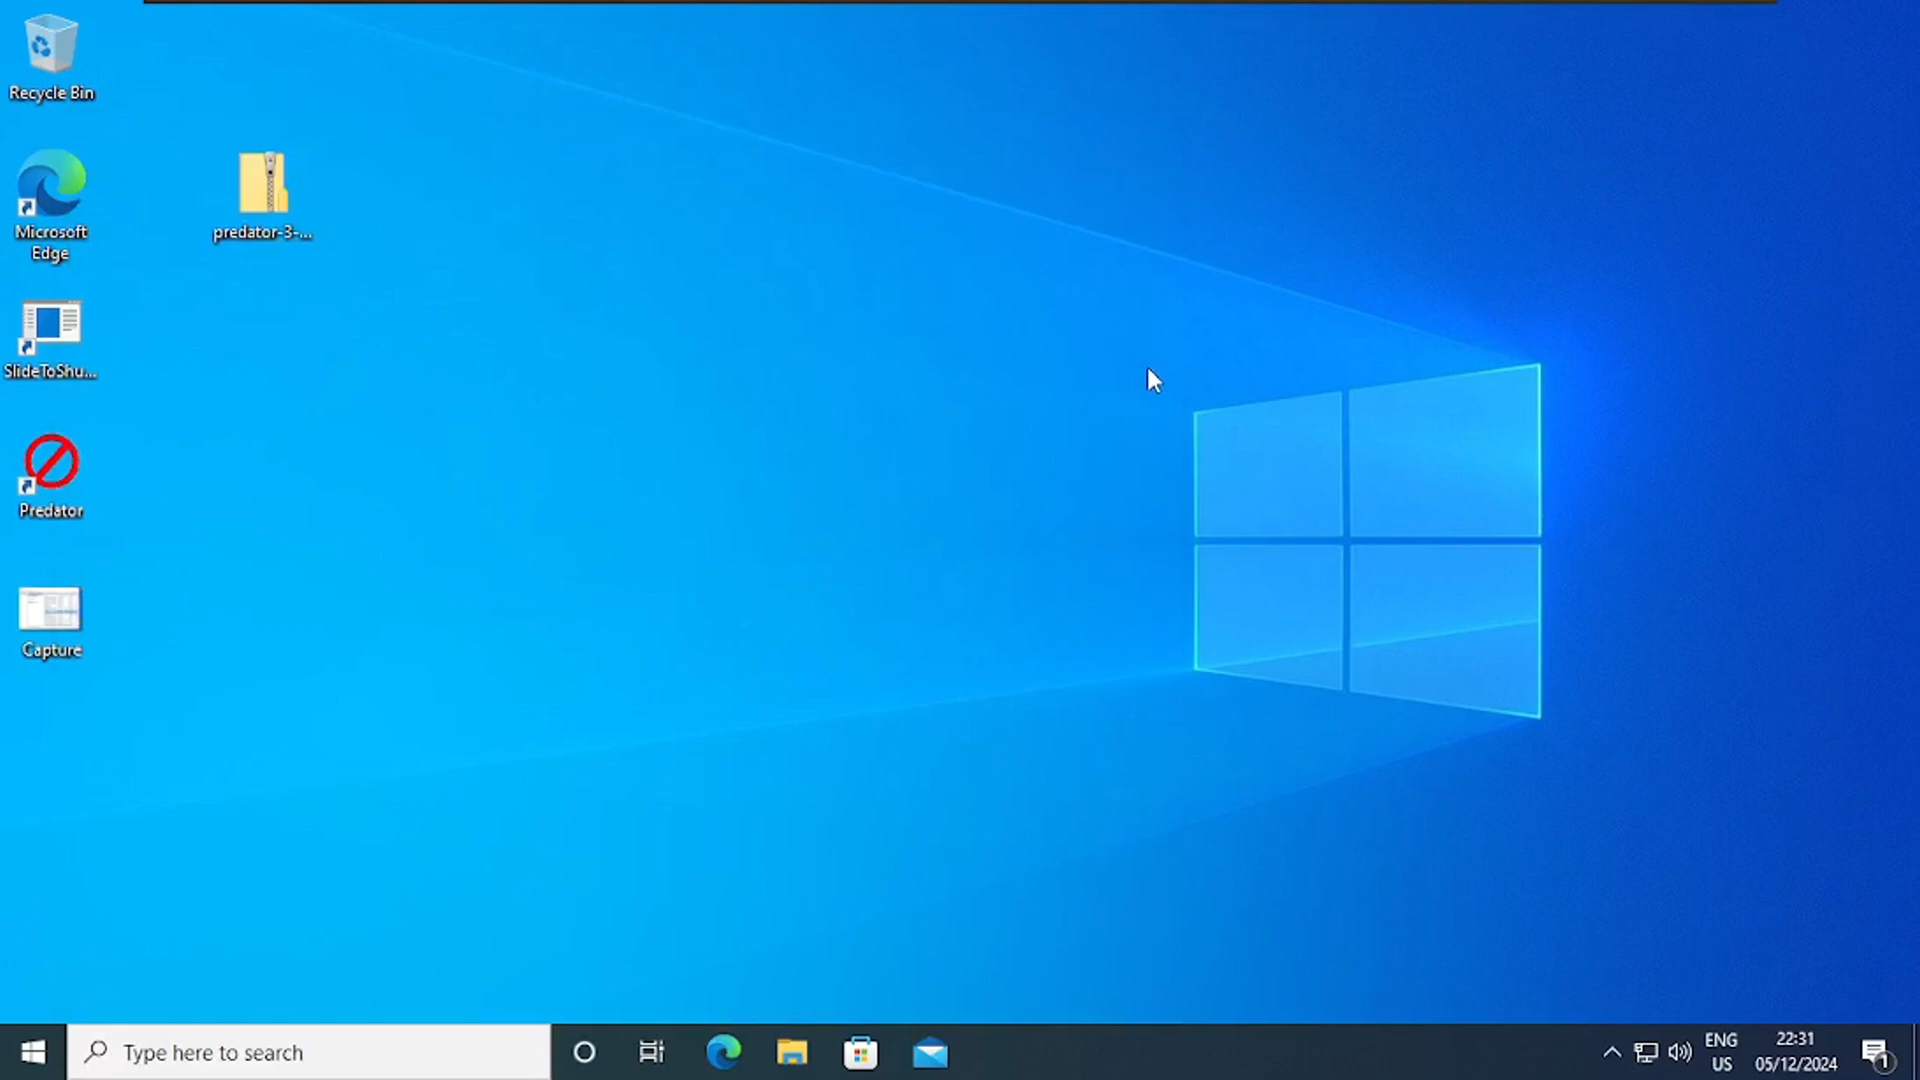 Recycle Bin
Microsoft
Edge
predator-3-...
SlideToShu...
Predator
Capture
Type here to search
ENG
US
22:31
05/12/2024
1